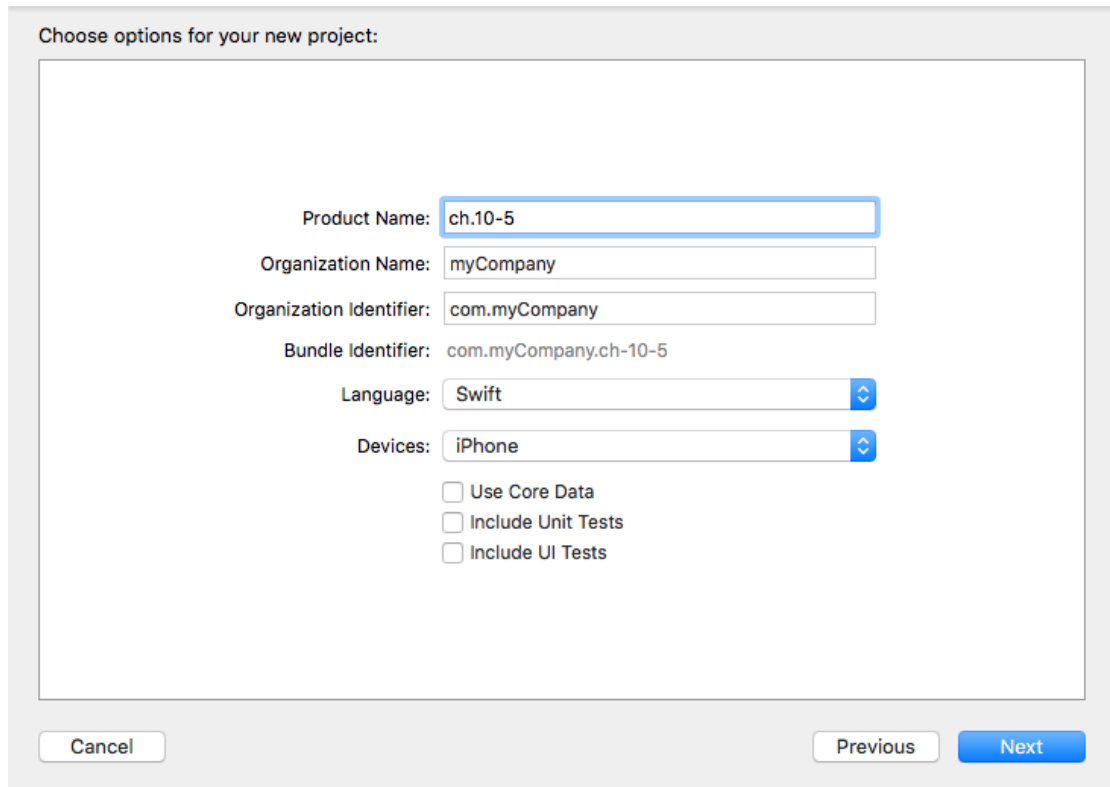 Choose options for your new project:
Product Name: ch.10-5
Organization Name: myCompany
Organization Identifier: com.myCompany
Bundle Identifier: com.myCompany.ch-10-5
Language: Swift
Devices: iPhone
Use Core Data
Include Unit Tests
Include UI Tests
Cancel Previous Next